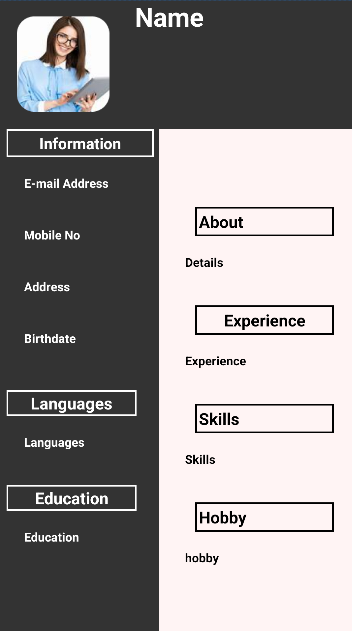 Name
Information
E-mail Address
Mobile No
Address
Birthdate
Languages
Languages
Education
Education
About
Details
Experience
Experience
Skills
Skills
Hobby
hobby